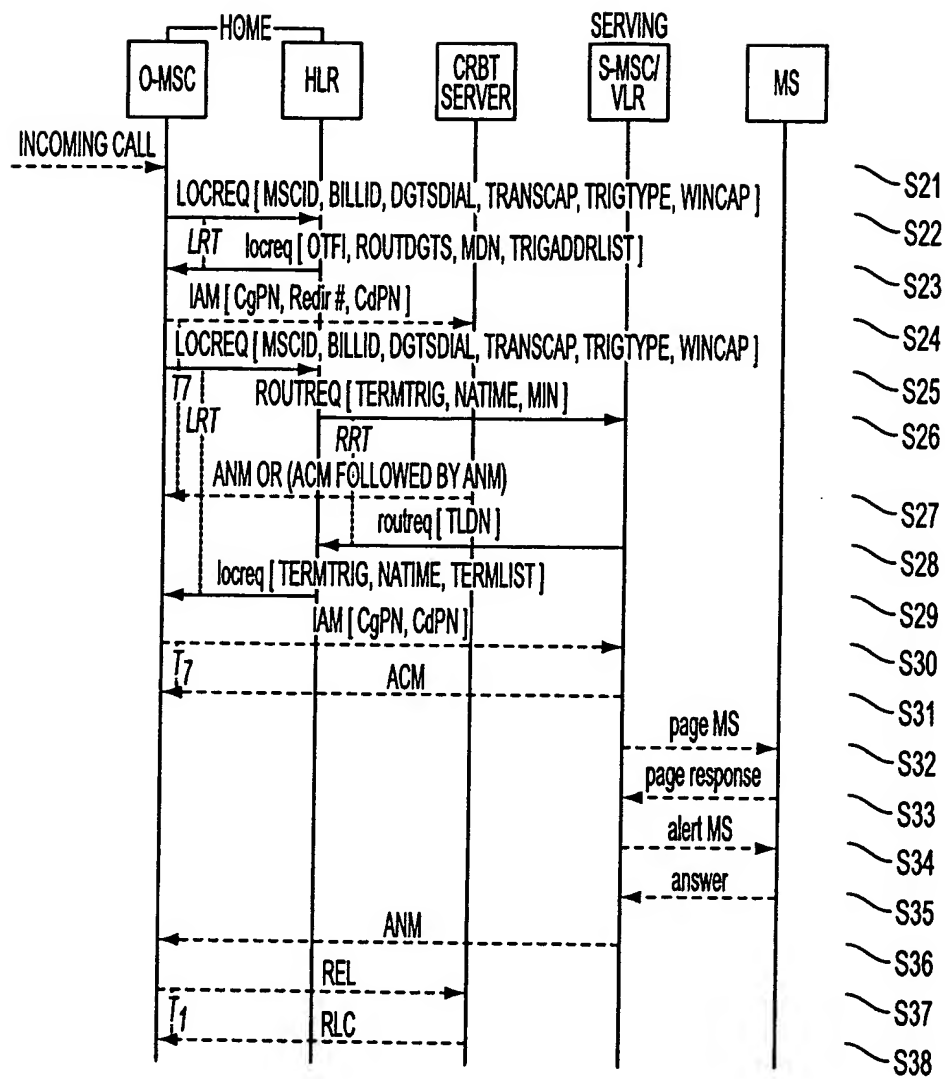 HOME
SERVING
O-MSC
HLR
CRBT
SERVER
S-MSC/
VLR
MS
INCOMING CALL
S21
LOCREQ [ MSCID, BILLID, DGTSDIAL, TRANSCAP, TRIGTYPE, WINCAP ]
S22
LRT
locreq [ OTFI, ROUTDGTS, MDN, TRIGADDRLIST ]
S23
IAM [ CgPN, Redir #, CdPN ]
S24
LOCREQ [ MSCID, BILLID, DGTSDIAL, TRANSCAP, TRIGTYPE, WINCAP ]
S25
T7
ROUTREQ [ TERMTRIG, NATIME, MIN ]
S26
LRT
RRT
ANM OR (ACM FOLLOWED BY ANM)
S27
routreq [ TLDN ]
S28
locreq [ TERMTRIG, NATIME, TERMLIST ]
S29
IAM [ CgPN, CdPN ]
S30
T7
ACM
S31
page MS
S32
page response
S33
alert MS
S34
answer
S35
ANM
S36
REL
S37
T1
RLC
S38